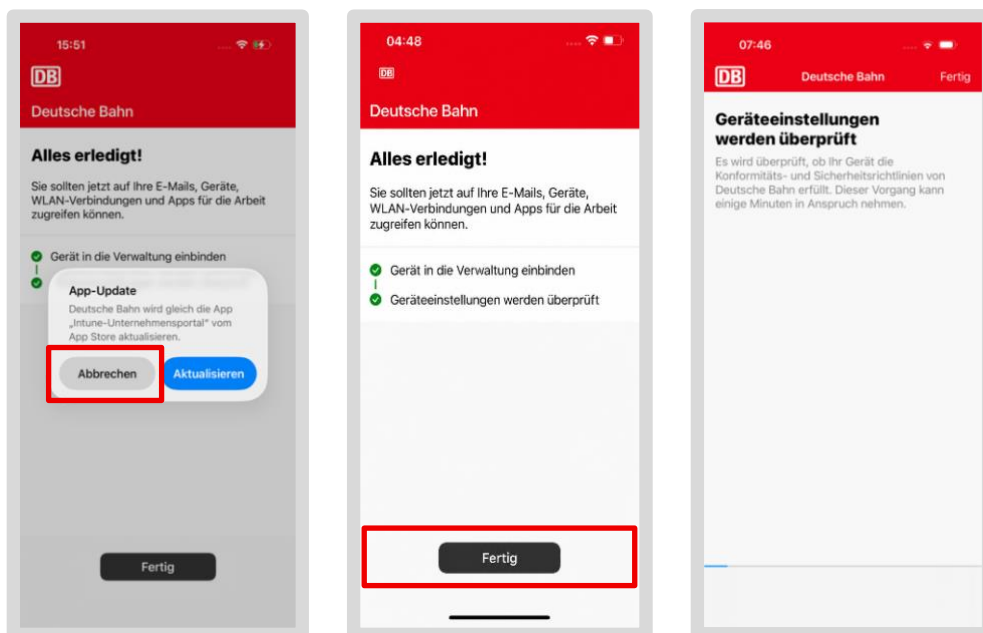 15:51
DB
Deutsche Bahn
Alles erledigt!
Sie sollten jetzt auf Ihre E-Mails, Geräte,
WLAN-Verbindungen und Apps für die Arbeit
zugreifen können.
Gerät in die Verwaltung einbinden
App-Update
Deutsche Bahn wird gleich die App
„Intune-Unternehmensportal“ vom
App Store aktualisieren.
Abbrechen
Aktualisieren
Fertig
04:48
DB
Deutsche Bahn
Alles erledigt!
Sie sollten jetzt auf Ihre E-Mails, Geräte,
WLAN-Verbindungen und Apps für die Arbeit
zugreifen können.
Gerät in die Verwaltung einbinden
Geräteeinstellungen werden überprüft
Fertig
07:46
DB Deutsche Bahn Fertig
Geräteeinstellungen
werden überprüft
Es wird überprüft, ob Ihr Gerät die
Konformitäts- und Sicherheitsrichtlinien von
Deutsche Bahn erfüllt. Dieser Vorgang kann
einige Minuten in Anspruch nehmen.